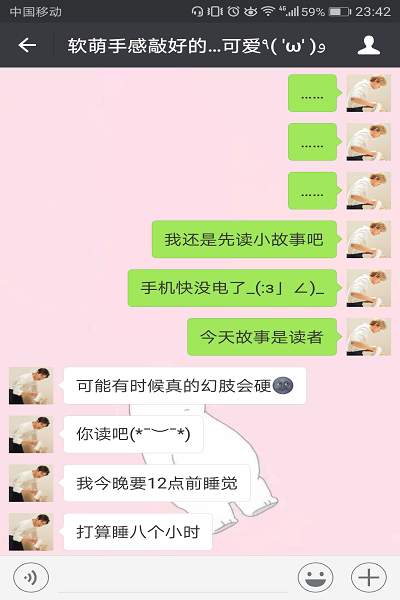 中国移动 46 59% 23:42
软萌手感敲好的...可爱٩( 'ω' )و
……
……
……
我还是先读小故事吧
手机快没电了_(:з」∠)_
今天故事是读者
可能有时候真的幻肢会硬🌚
你读吧(*¯︶¯*)
我今晚要12点前睡觉
打算睡八个小时